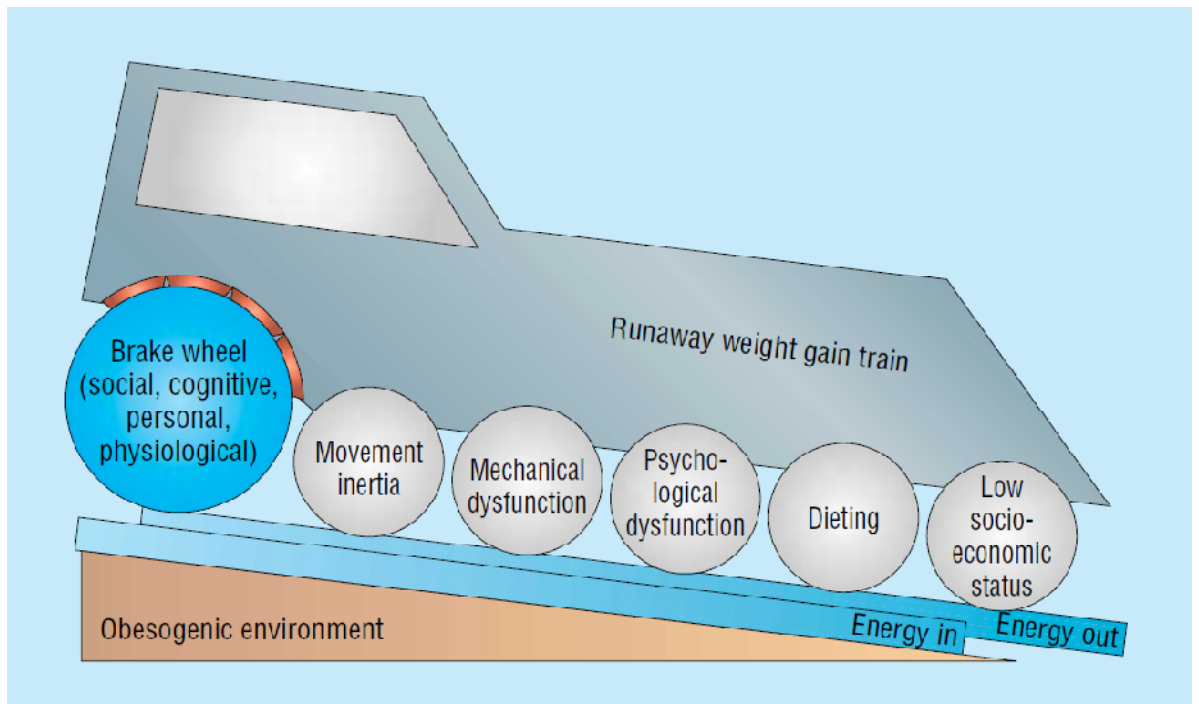 Runaway weight gain train
Brake wheel
(social, cognitive,
personal,
physiological)
Movement
inertia
Mechanical
dysfunction
Psycho-
logical
dysfunction
Dieting
Low
socio-
economic
status
Obesogenic environment
Energy in
Energy out